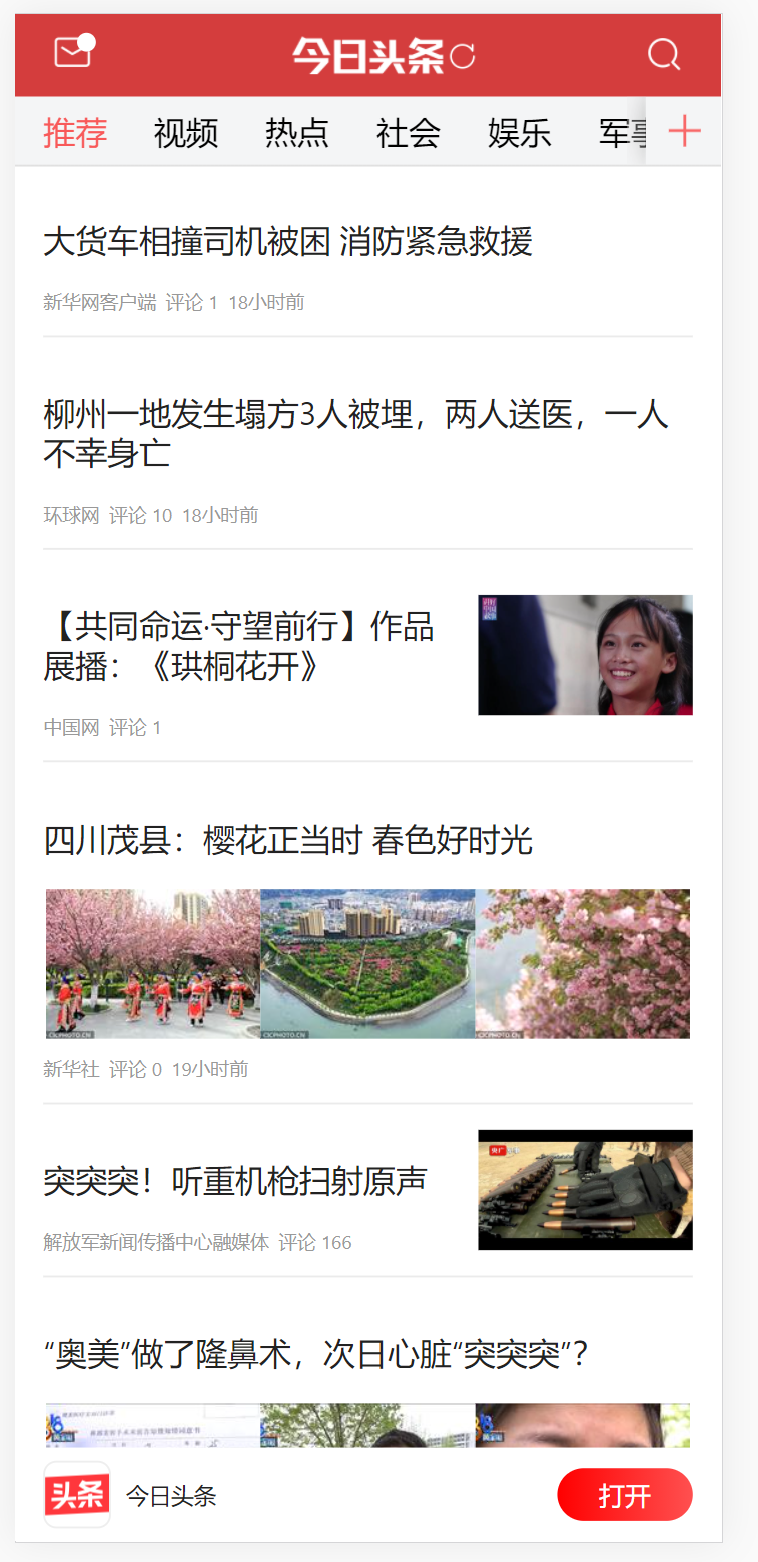 今日头条
推荐 视频 热点 社会 娱乐 军事
大货车相撞司机被困 消防紧急救援
新华网客户端 评论 1 18小时前
柳州一地发生塌方3人被埋，两人送医，一人
不幸身亡
环球网 评论 10 18小时前
【共同命运·守望前行】作品
展播：《珙桐花开》
中国网 评论 1
四川茂县：樱花正当时 春色好时光
CICPHOTO.CN CICPHOTO.CN CICPHOTO.CN
新华社 评论 0 19小时前
突突突！听重机枪扫射原声
解放军新闻传播中心融媒体 评论 166
“奥美”做了隆鼻术，次日心脏“突突突”？
头条 今日头条 打开